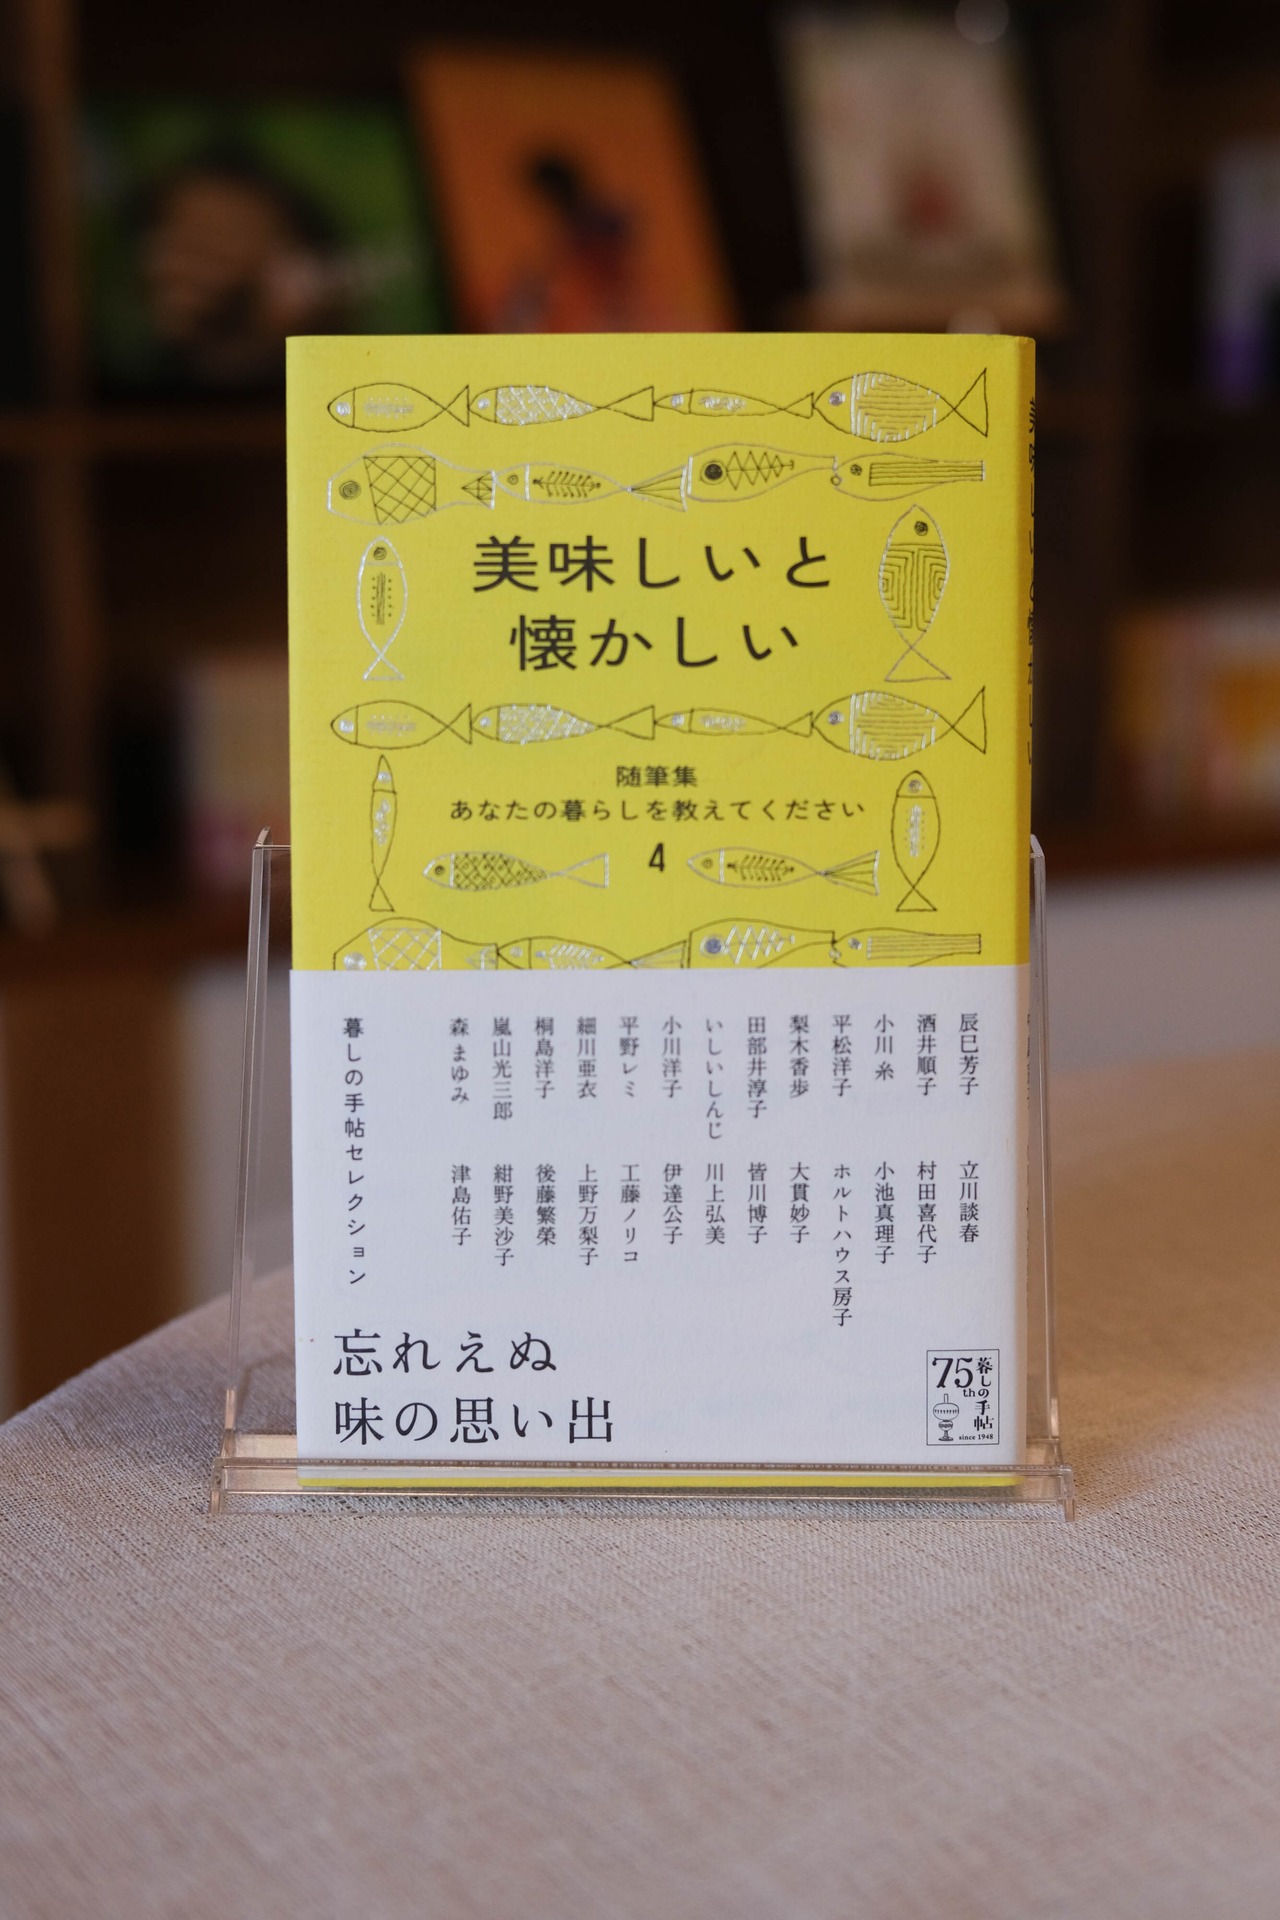 美味しいと
懐かしい
随筆集
あなたの暮らしを教えてください
4
辰巳芳子 立川談春
酒井順子 村田喜代子
小川 糸 小池真理子
平松洋子 ホルトハウス房子
梨木香歩 大貫妙子
田部井淳子 皆川博子
いしいしんじ 川上弘美
小川洋子 伊達公子
平野レミ 工藤ノリコ
細川亜衣 上野万梨子
桐島洋子 後藤繁榮
嵐山光三郎 紺野美沙子
森 まゆみ 津島佑子
暮しの手帖セレクション
忘れえぬ
味の思い出
75th
暮しの手帖
since 1948